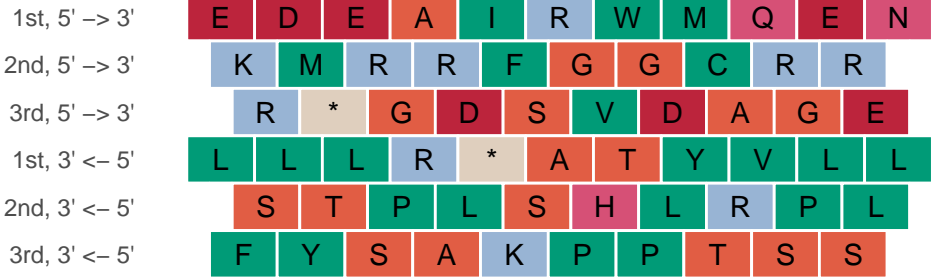 1st, 5' −> 3' E D E A I R W M Q E N
2nd, 5' −> 3' K M R R F G G C R R
3rd, 5' −> 3' R * G D S V D A G E
1st, 3' <− 5' L L L R * A T Y V L L
2nd, 3' <− 5' S T P L S H L R P L
3rd, 3' <− 5' F Y S A K P P T S S